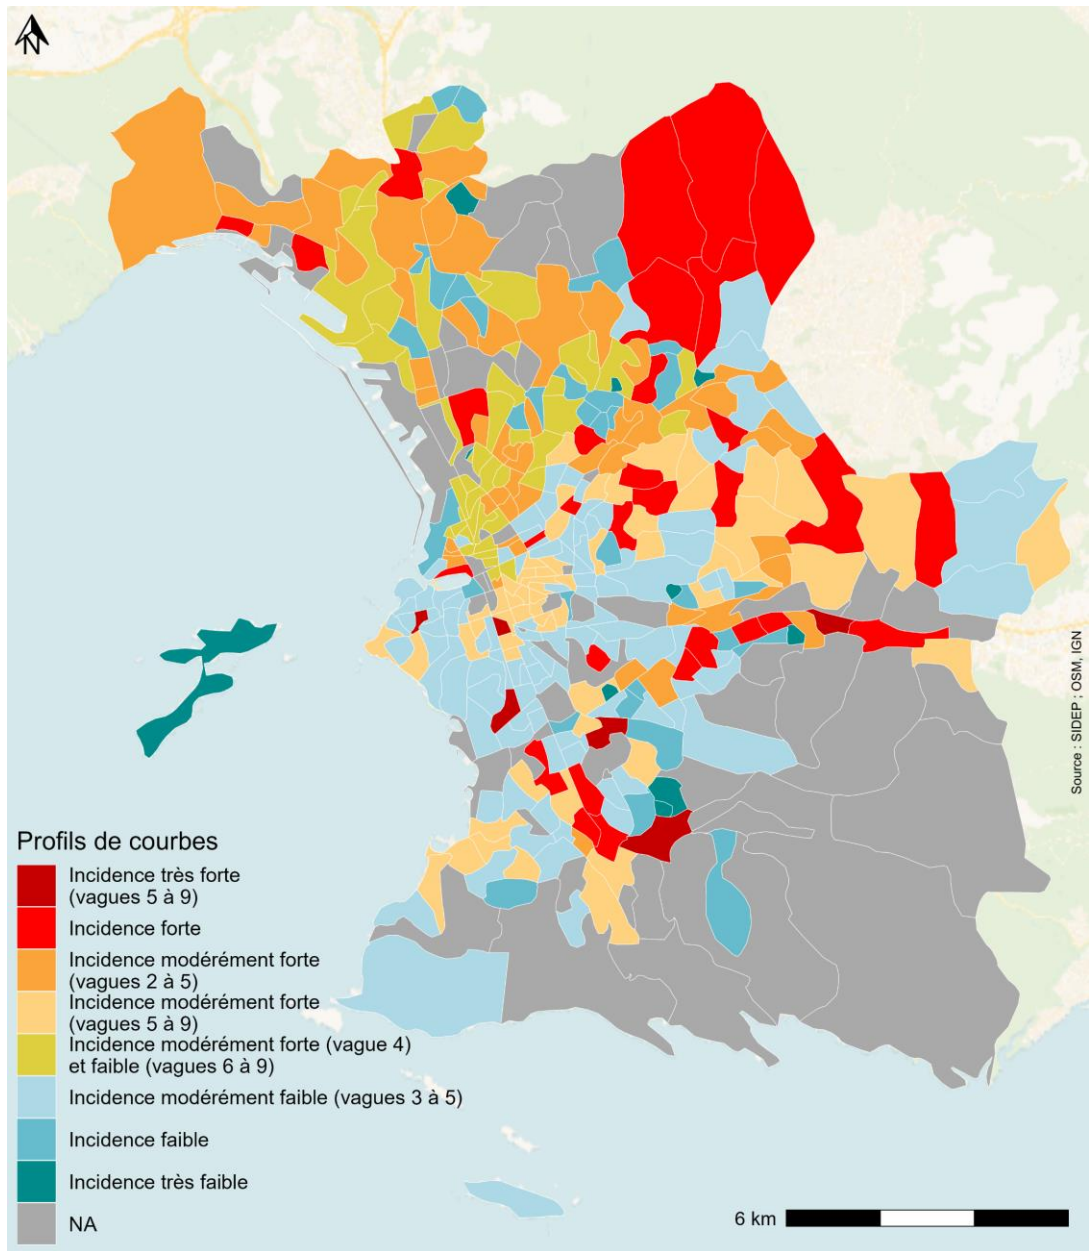 N
Source : SIDEP ; OSM, IGN
Profils de courbes
Incidence très forte
(vagues 5 à 9)
Incidence forte
Incidence modérément forte
(vagues 2 à 5)
Incidence modérément forte
(vagues 5 à 9)
Incidence modérément forte (vague 4)
et faible (vagues 6 à 9)
Incidence modérément faible (vagues 3 à 5)
Incidence faible
Incidence très faible
NA
6 km